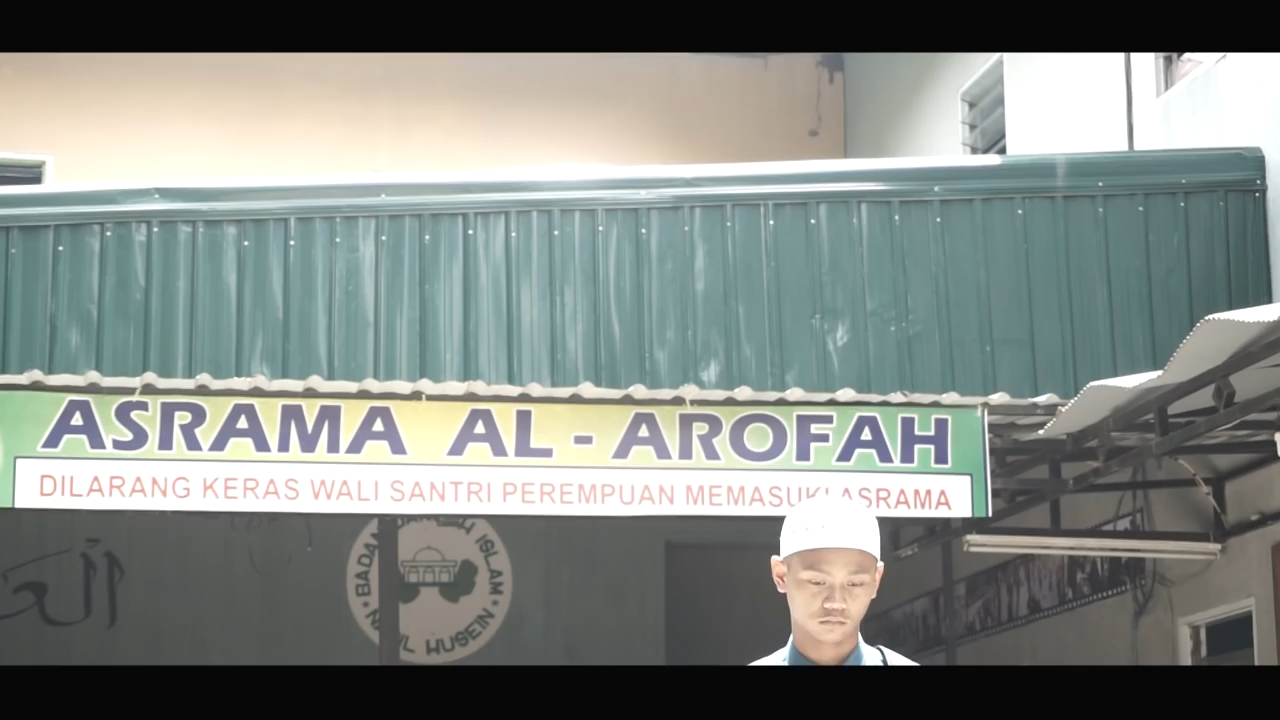 ASRAMA AL - AROFAH
DILARANG KERAS WALI SANTRI PEREMPUAN MEMASUKI ASRAMA
BADAN ISLAM
HUSEIN